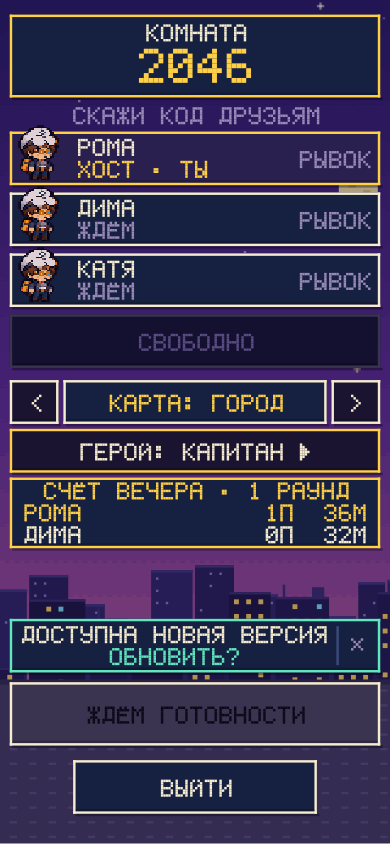 КОМНАТА
2046
СКАЖИ КОД ДРУЗЬЯМ
РОМА
ХОСТ · ТЫ
РЫВОК
ДИМА
ЖДЁМ
РЫВОК
КАТЯ
ЖДЁМ
РЫВОК
СВОБОДНО
< КАРТА: ГОРОД >
ГЕРОЙ: КАПИТАН ▶
СЧЁТ ВЕЧЕРА · 1 РАУНД
РОМА 1П 36М
ДИМА 0П 32М
ДОСТУПНА НОВАЯ ВЕРСИЯ ×
ОБНОВИТЬ?
ЖДЁМ ГОТОВНОСТИ
ВЫЙТИ